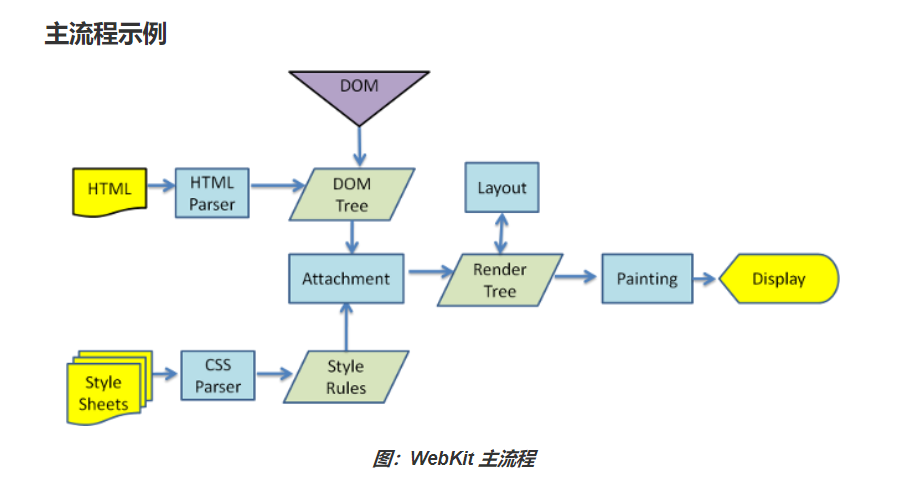 主流程示例
DOM
HTML
HTML
Parser
DOM
Tree
Layout
Attachment
Render
Tree
Painting
Display
Style
Sheets
CSS
Parser
Style
Rules
图：WebKit 主流程